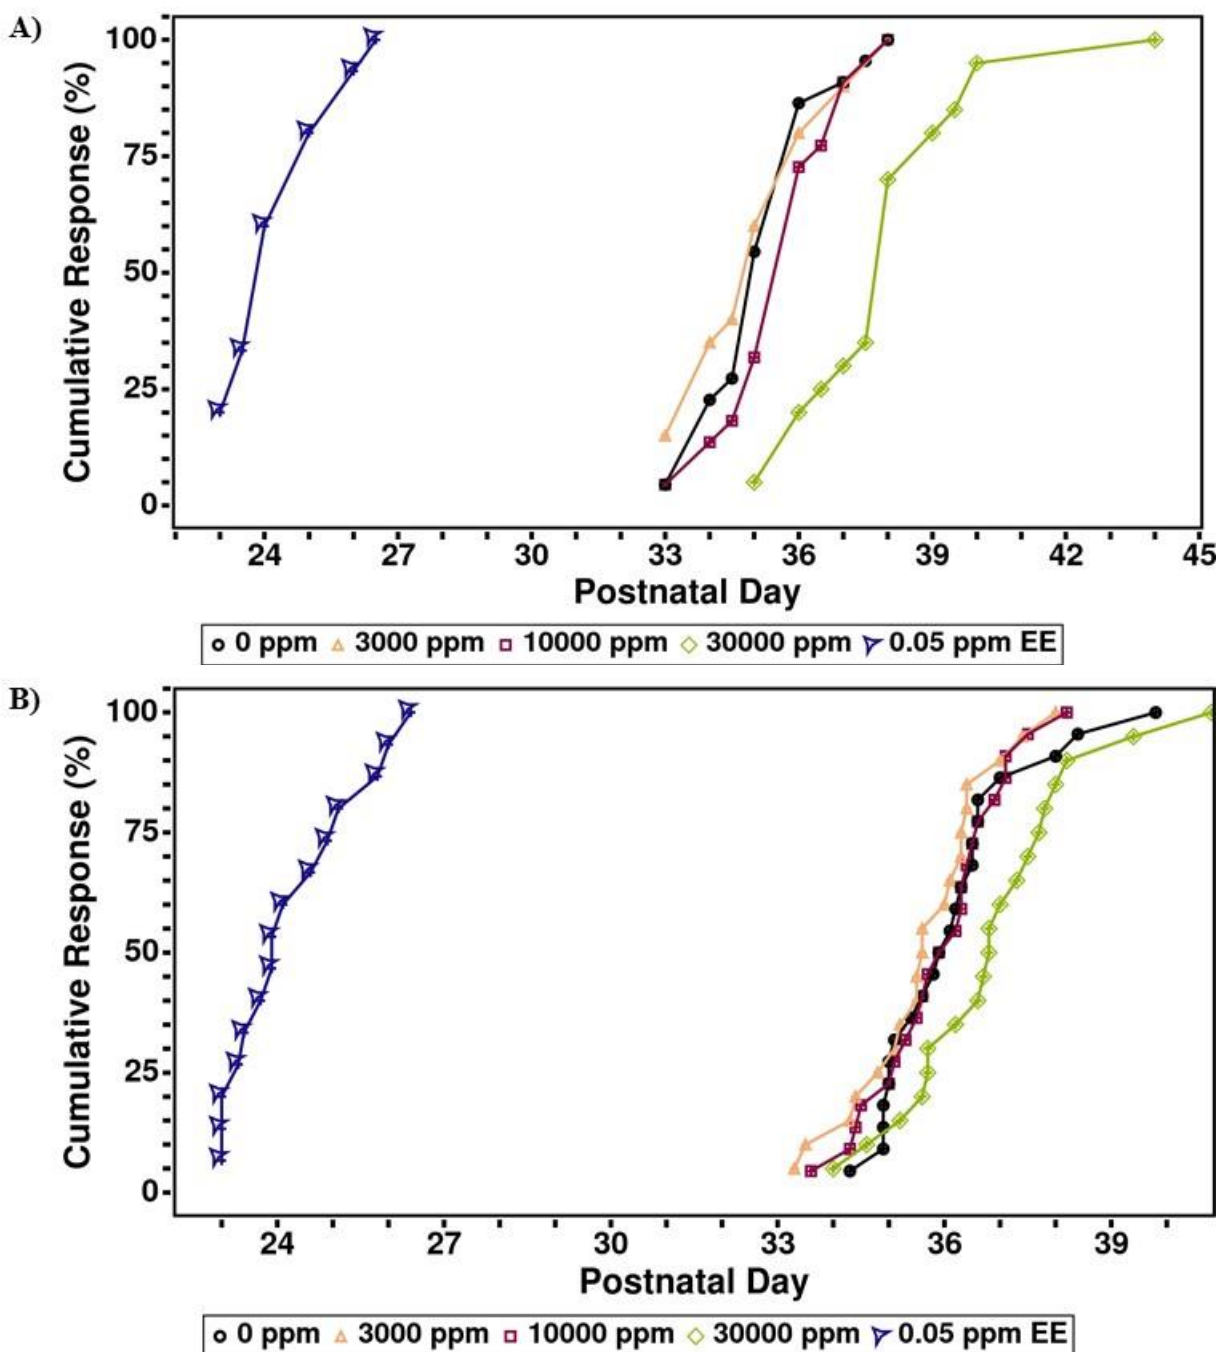 A)
Cumulative Response (%)
100
75
50
25
0
24 27 30 33 36 39 42 45
Postnatal Day
0 ppm 3000 ppm 10000 ppm 30000 ppm 0.05 ppm EE
B)
Cumulative Response (%)
100
75
50
25
0
24 27 30 33 36 39
Postnatal Day
0 ppm 3000 ppm 10000 ppm 30000 ppm 0.05 ppm EE